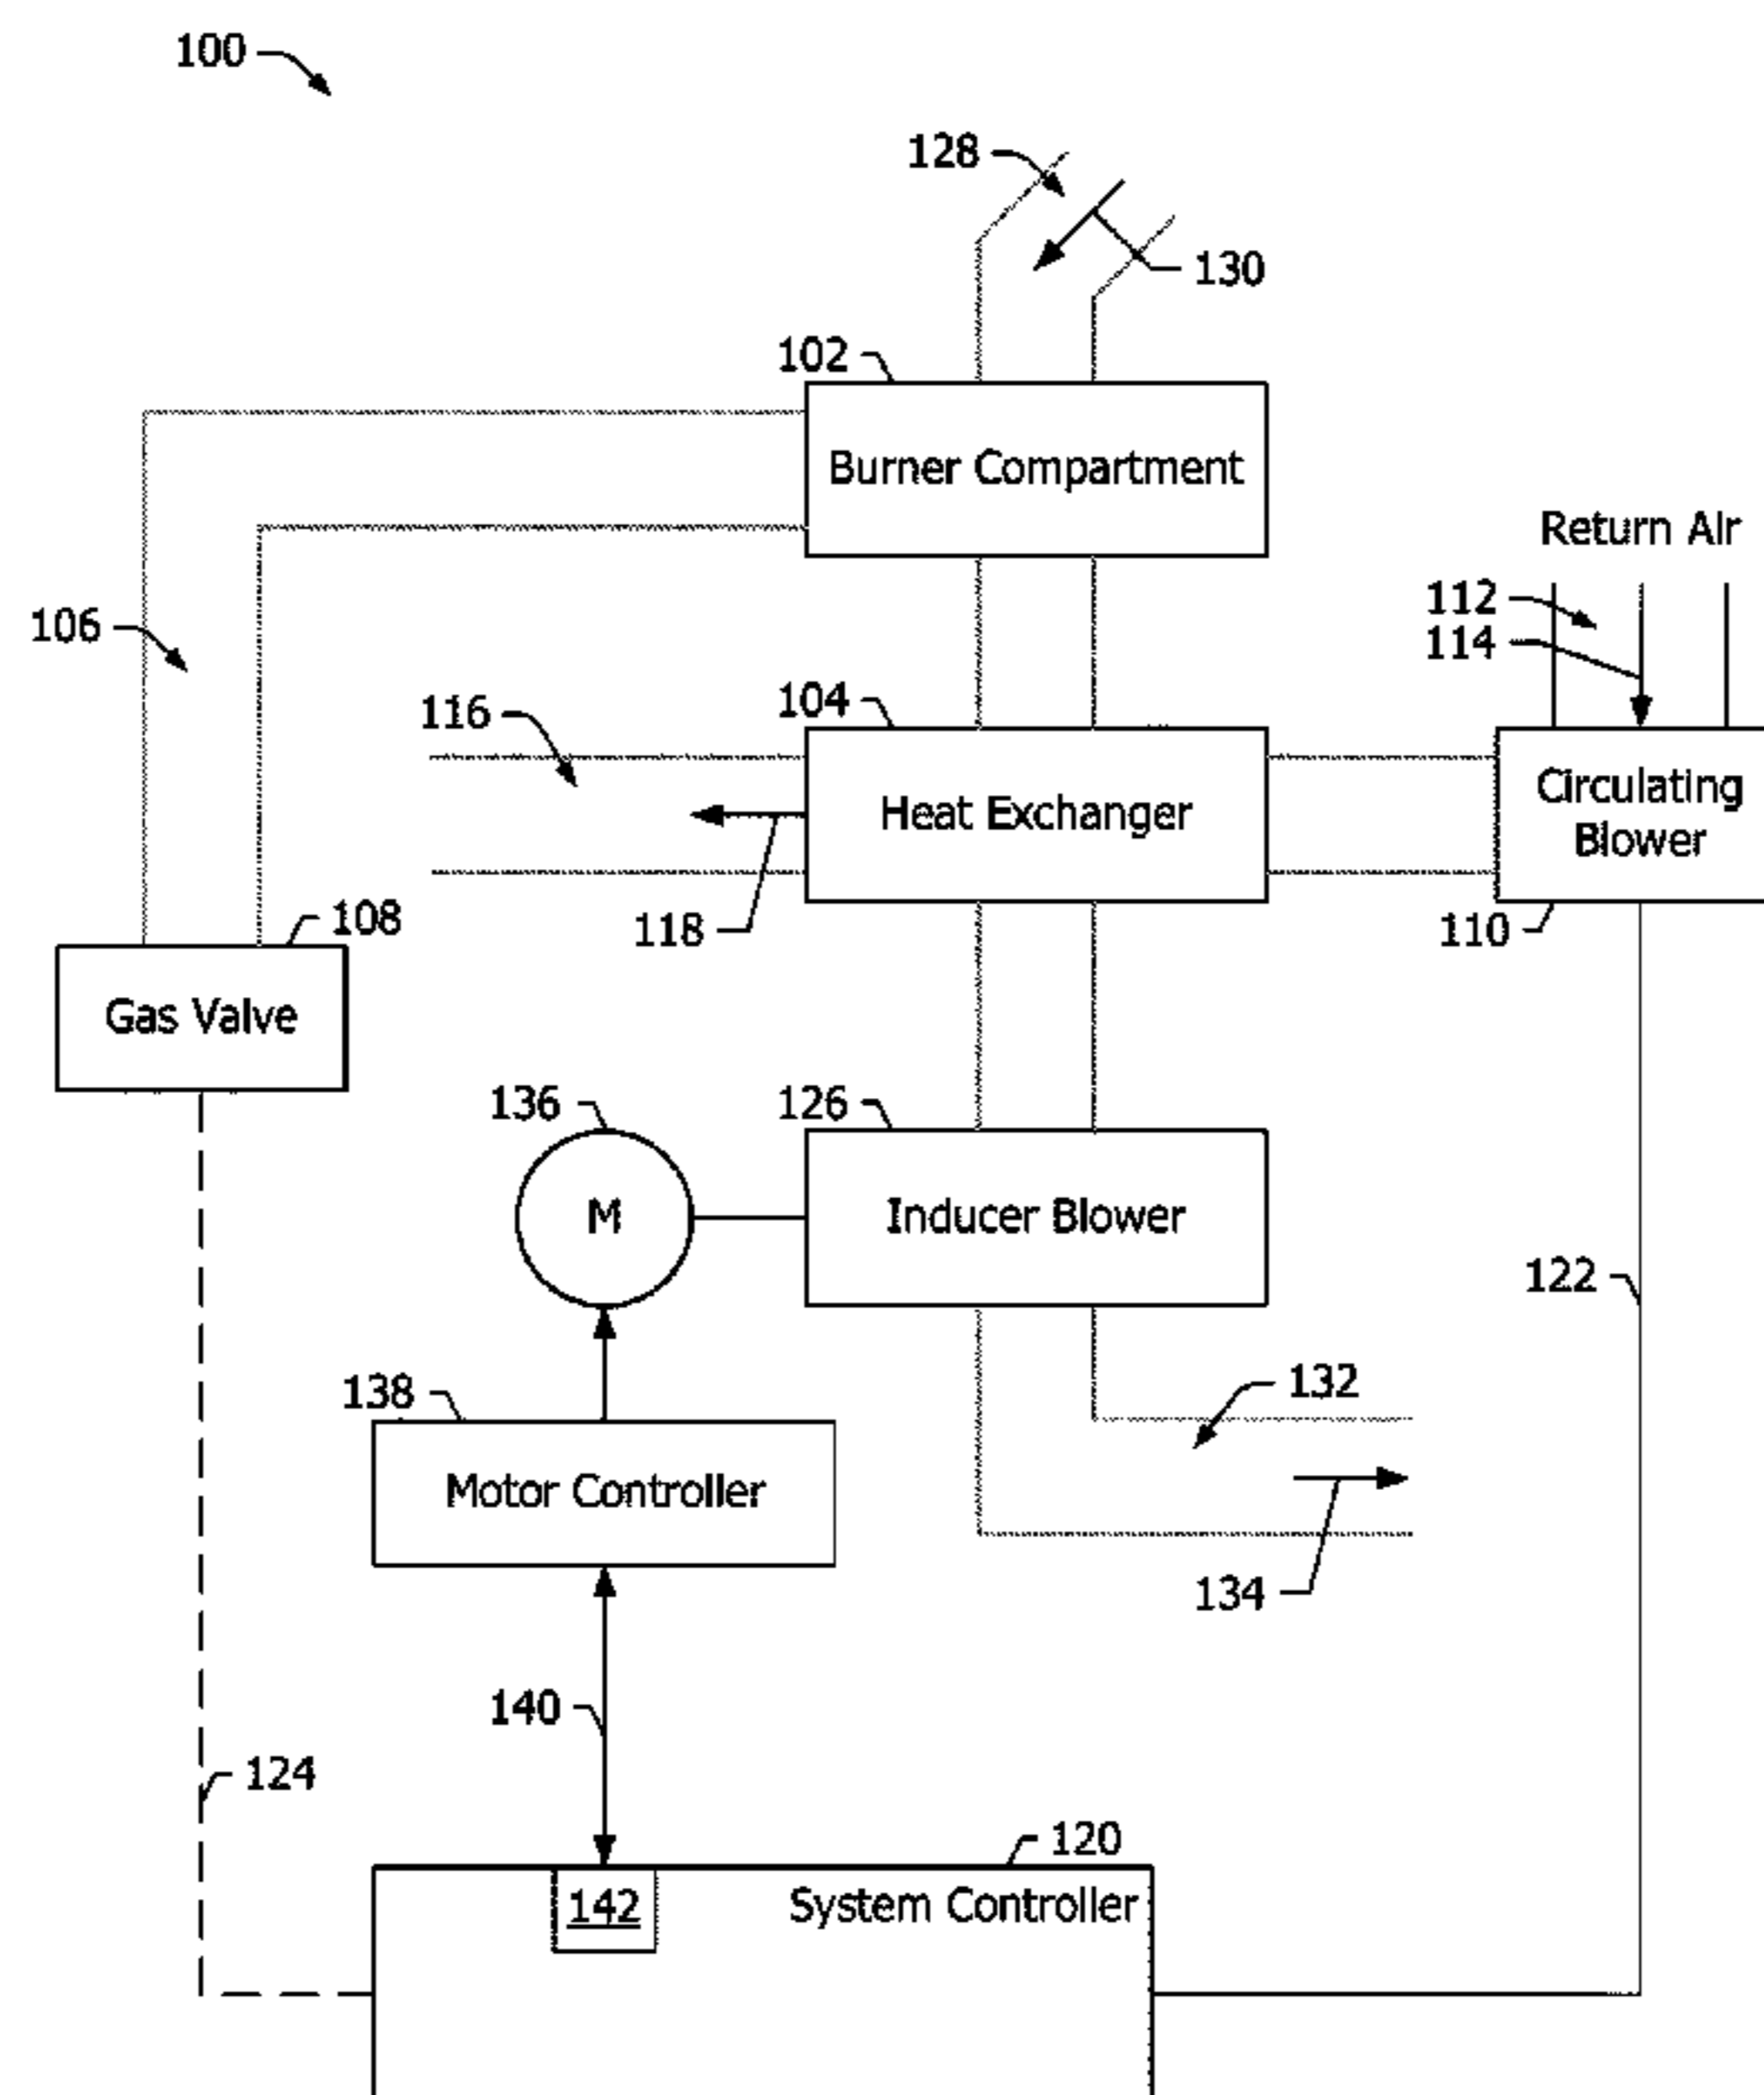 100
128
130
102
Burner Compartment
Return Air
112
106
114
116
104
Heat Exchanger
Circulating
Blower
118
108
110
Gas Valve
136
126
M
Inducer Blower
122
138
132
Motor Controller
134
140
124
120
142
System Controller